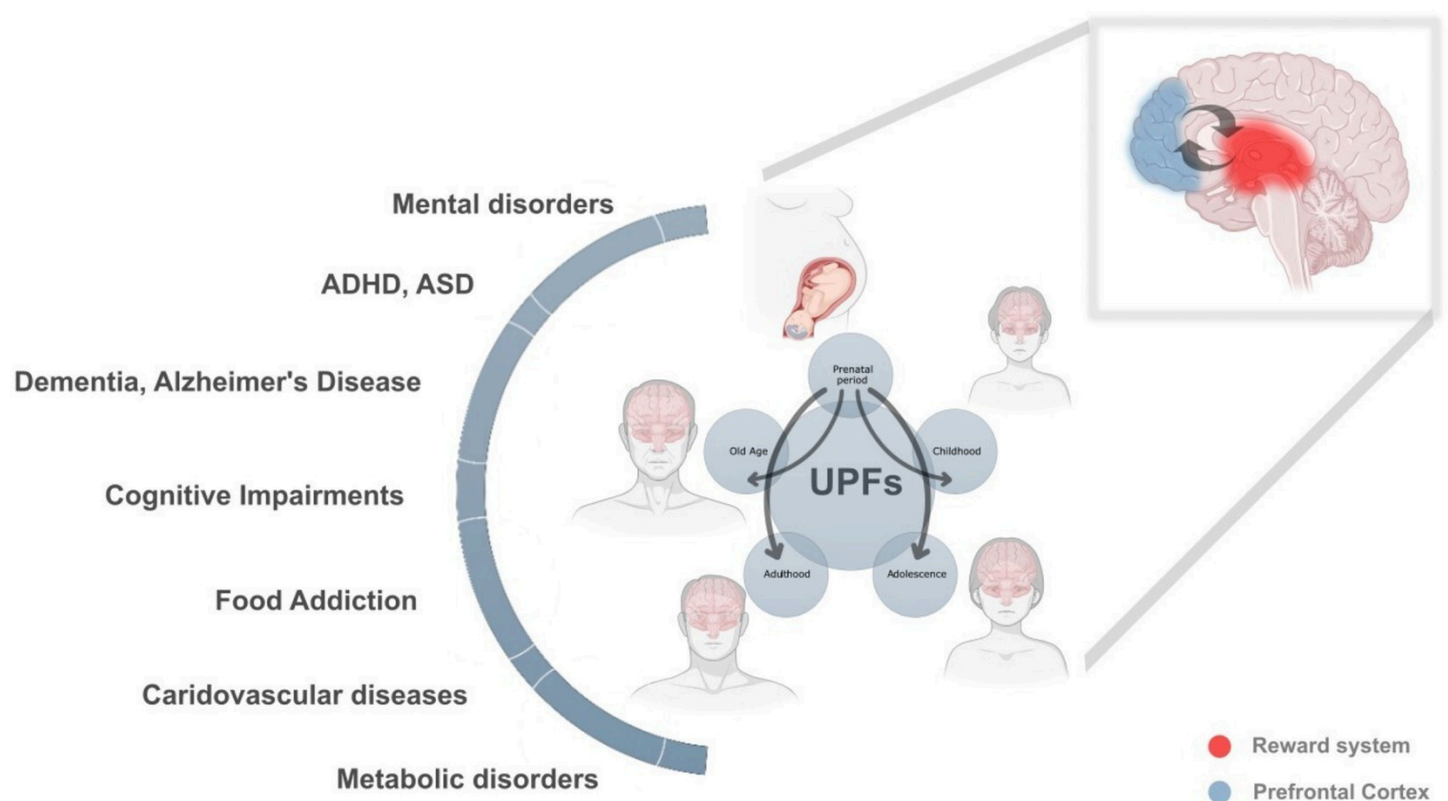 Mental disorders
ADHD, ASD
Dementia, Alzheimer's Disease
Cognitive Impairments
Food Addiction
Caridovascular diseases
Metabolic disorders
Prenatal
period
Old Age
Childhood
UPFs
Adulthood
Adolescence
Reward system
Prefrontal Cortex